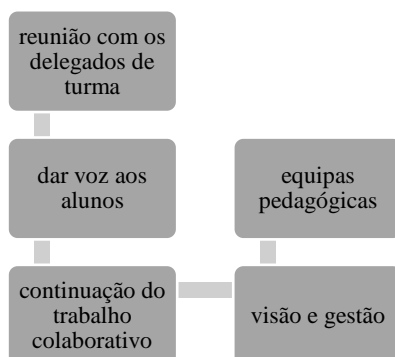 reunião com os
delegados de
turma
dar voz aos
alunos
continuação do
trabalho
colaborativo
visão e gestão
equipas
pedagógicas